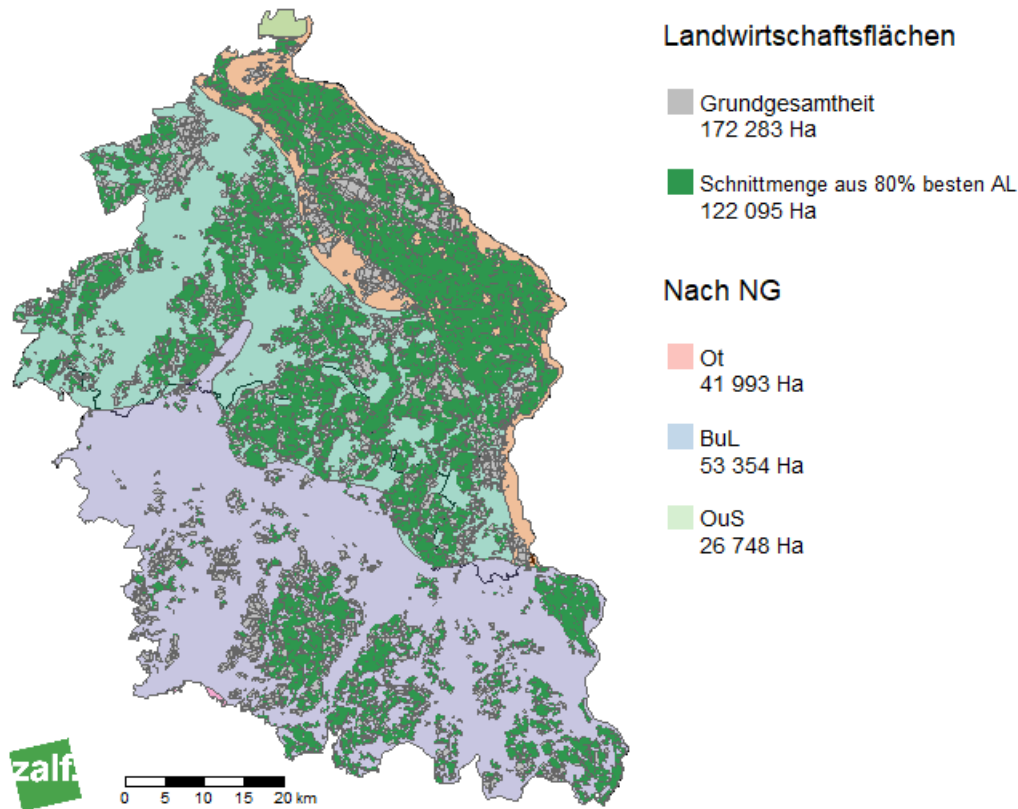 Landwirtschaftsflächen
Grundgesamtheit
172 283 Ha
Schnittmenge aus 80% besten AL
122 095 Ha
Nach NG
Ot
41 993 Ha
BuL
53 354 Ha
OuS
26 748 Ha
zalf.
0 5 10 15 20 km